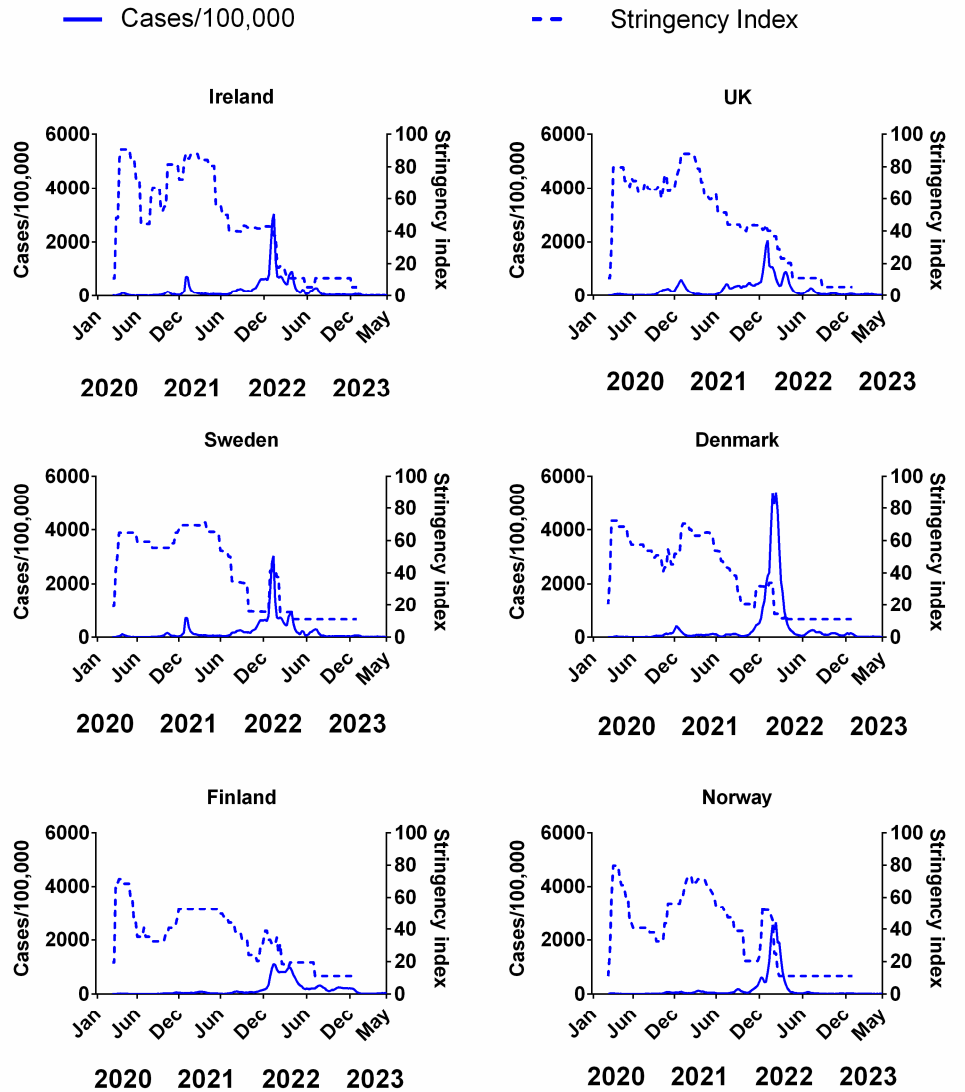 Cases/100,000 Stringency Index
Ireland
6000 4000 2000 0
Cases/100,000
100 80 60 40 20 0
Stringency index
Jan Jun Dec Jun Dec Jun Dec May
2020 2021 2022 2023
UK
6000 4000 2000 0
Cases/100,000
100 80 60 40 20 0
Stringency index
Jan Jun Dec Jun Dec Jun Dec May
2020 2021 2022 2023
Sweden
6000 4000 2000 0
Cases/100,000
100 80 60 40 20 0
Stringency index
Jan Jun Dec Jun Dec Jun Dec May
2020 2021 2022 2023
Denmark
6000 4000 2000 0
Cases/100,000
100 80 60 40 20 0
Stringency index
Jan Jun Dec Jun Dec Jun Dec May
2020 2021 2022 2023
Finland
6000 4000 2000 0
Cases/100,000
100 80 60 40 20 0
Stringency index
Jan Jun Dec Jun Dec Jun Dec May
2020 2021 2022 2023
Norway
6000 4000 2000 0
Cases/100,000
100 80 60 40 20 0
Stringency index
Jan Jun Dec Jun Dec Jun Dec May
2020 2021 2022 2023